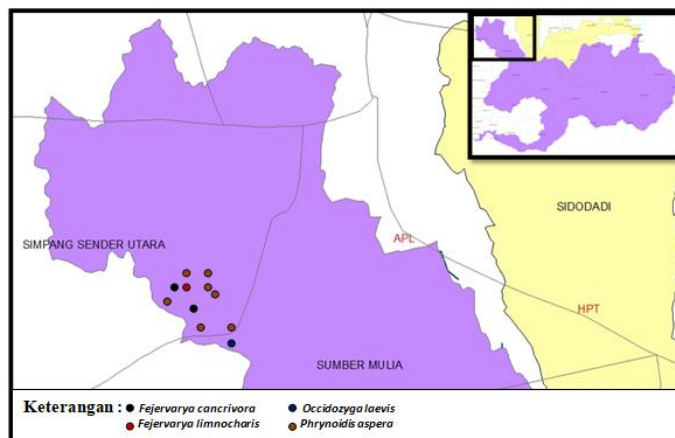 SIMPANG SENDER UTARA
SIDODADI
APL
HPT
SUMBER MULIA
Keterangan : Fejervarya cancrivora Occidozyga laevis
Fejervarya limnocharis Phrynoidis aspera